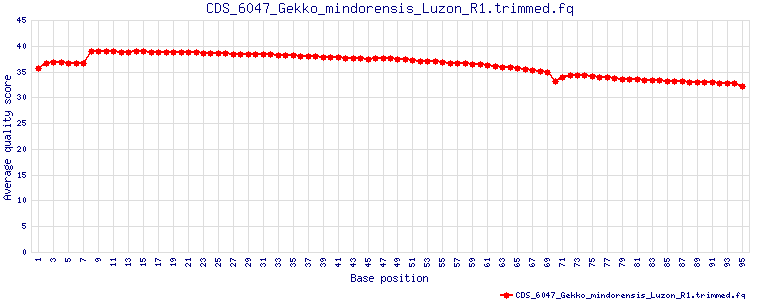 CDS_6047_Gekko_mindorensis_Luzon_R1.trimmed.fq
Average quality score
45
40
35
30
25
20
15
10
5
0
1 3 5 7 9 11 13 15 17 19 21 23 25 27 29 31 33 35 37 39 41 43 45 47 49 51 53 55 57 59 61 63 65 67 69 71 73 75 77 79 81 83 85 87 89 91 93 95
Base position
CDS_6047_Gekko_mindorensis_Luzon_R1.trimmed.fq